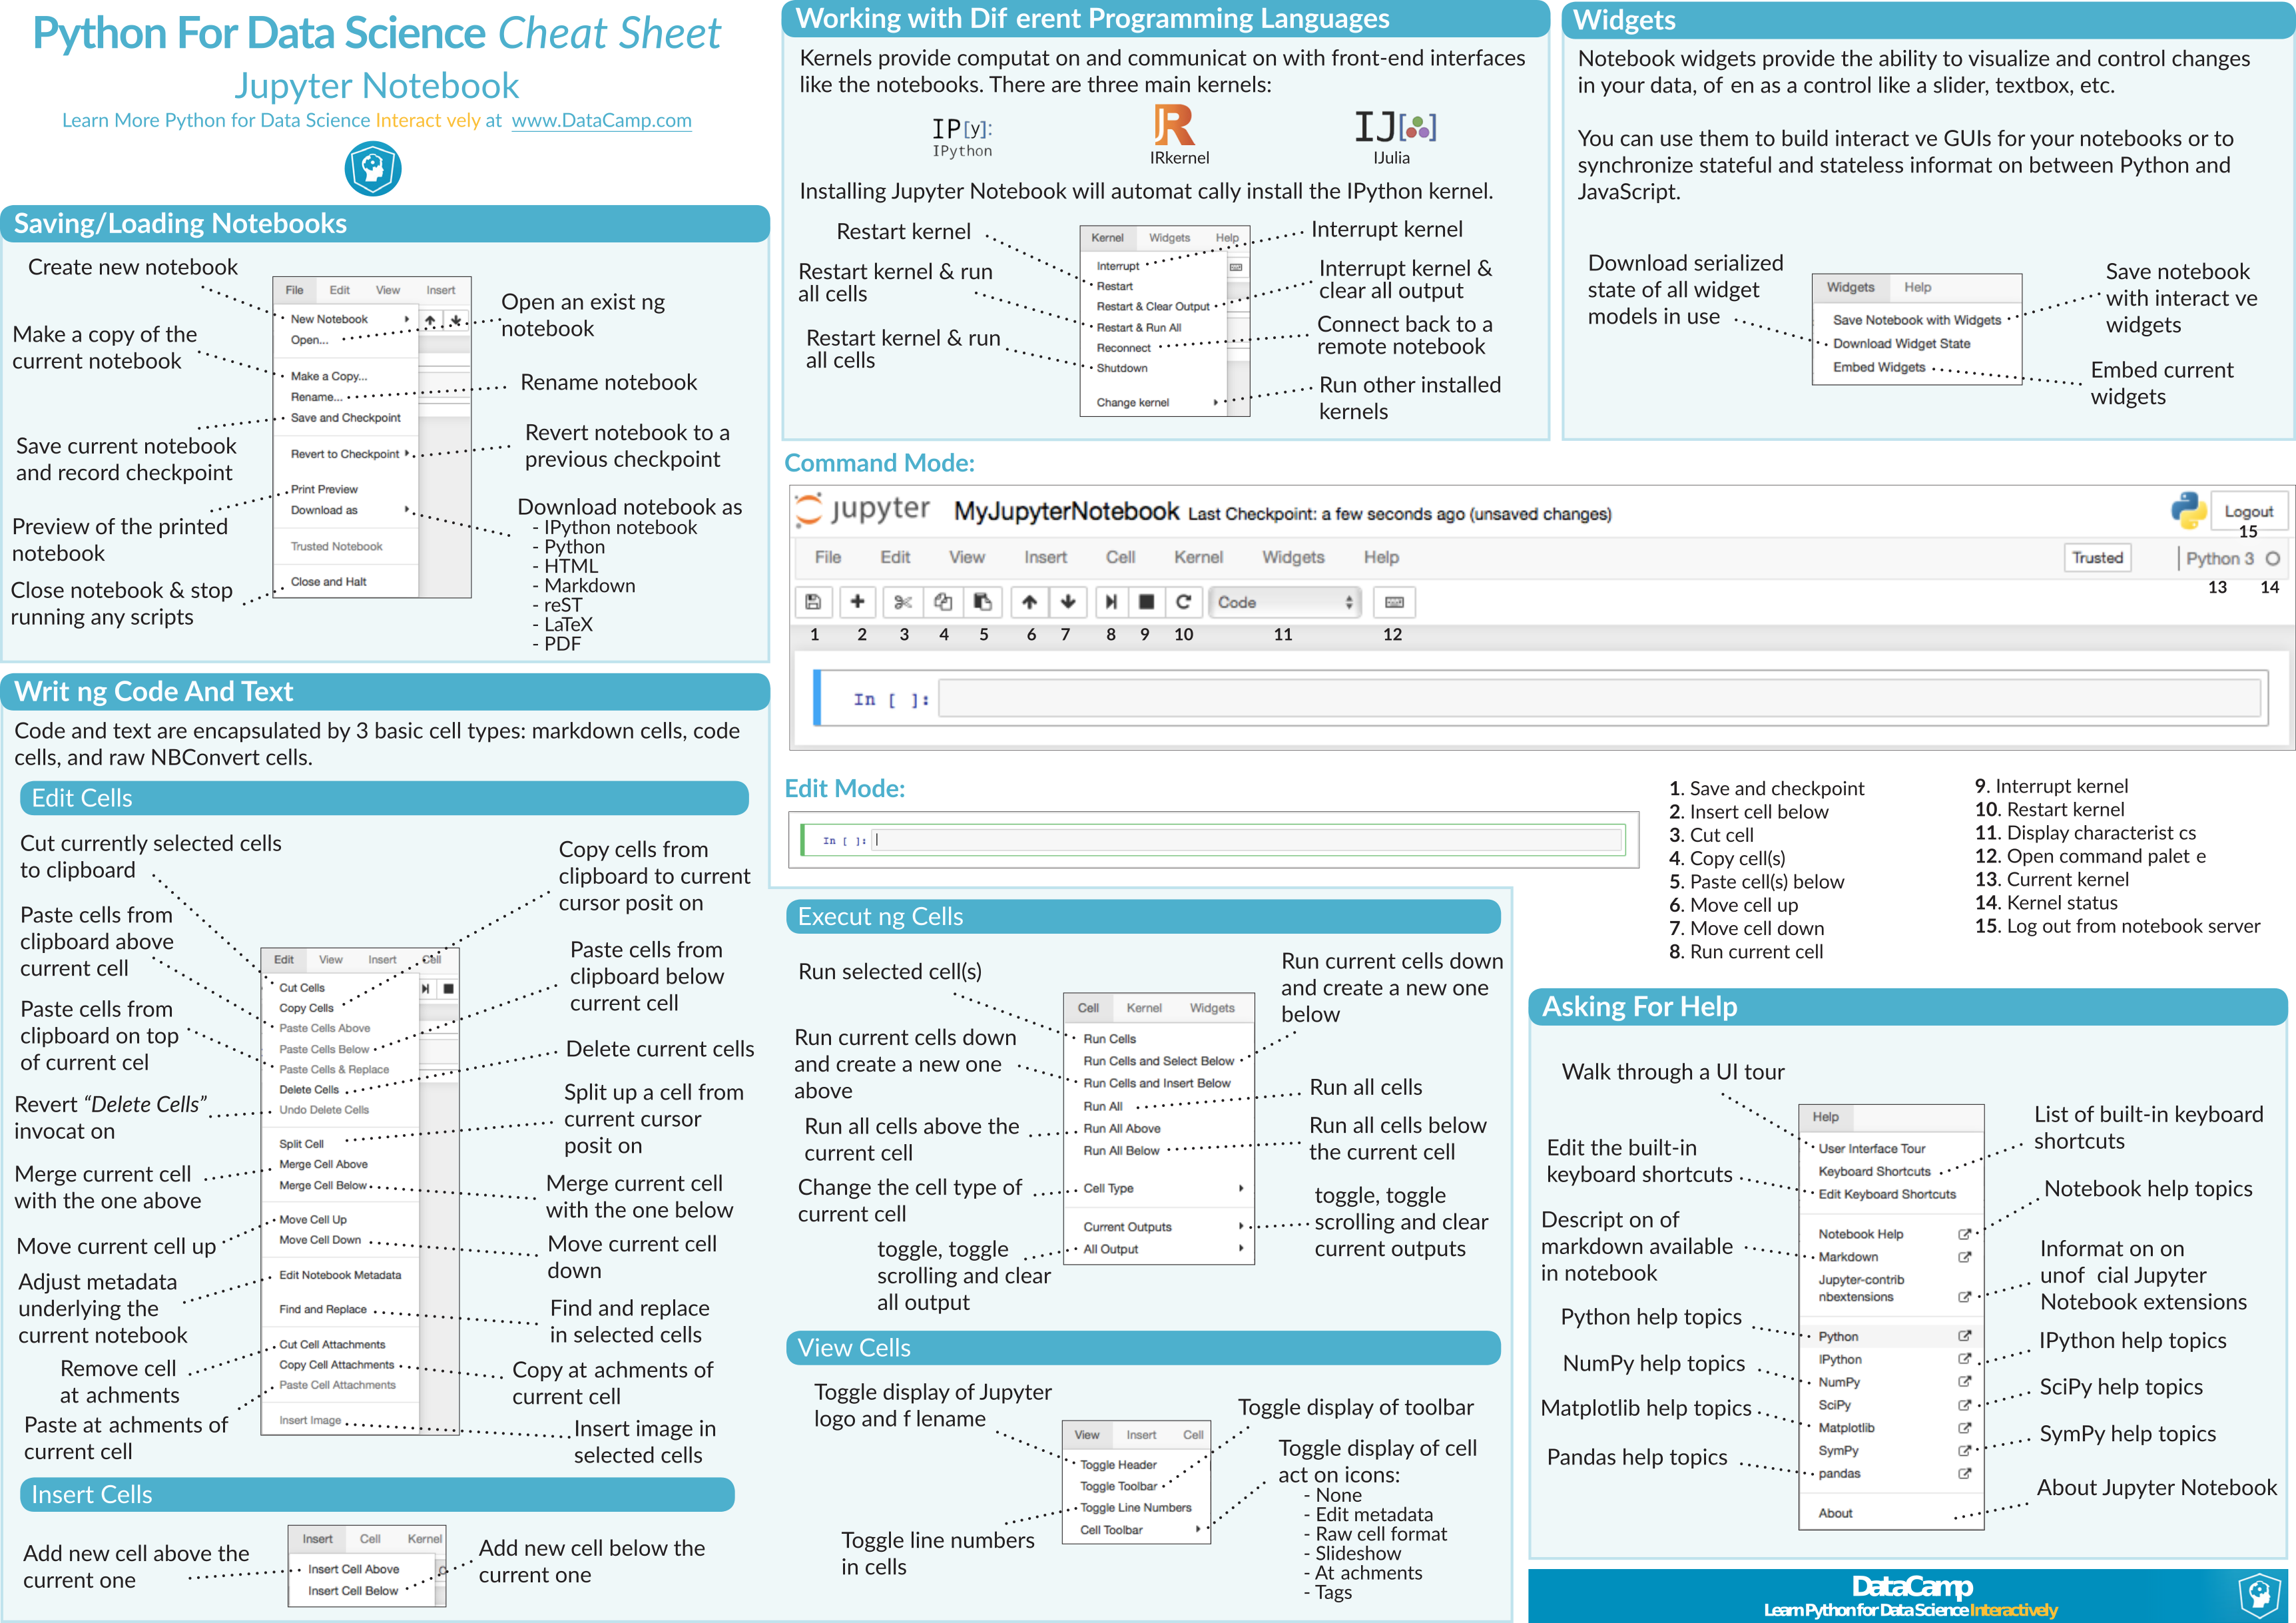 Python For Data Science Cheat Sheet
Jupyter Notebook
Learn More Python for Data Science Interact vely at www.DataCamp.com
Saving/Loading Notebooks
Create new notebook
Make a copy of the
current notebook
Save current notebook
and record checkpoint
Preview of the printed
notebook
Close notebook & stop
running any scripts
File Edit View Insert
New Notebook
Open...
Make a Copy...
Rename...
Save and Checkpoint
Revert to Checkpoint
Print Preview
Download as
Trusted Notebook
Close and Halt
Open an exist ng
notebook
Rename notebook
Revert notebook to a
previous checkpoint
Download notebook as
- IPython notebook
- Python
- HTML
- Markdown
- reST
- LaTeX
- PDF
Writ ng Code And Text
Code and text are encapsulated by 3 basic cell types: markdown cells, code
cells, and raw NBConvert cells.
Edit Cells
Cut currently selected cells
to clipboard
Paste cells from
clipboard above
current cell
Paste cells from
clipboard on top
of current cel
Revert “Delete Cells”
invocat on
Merge current cell
with the one above
Move current cell up
Adjust metadata
underlying the
current notebook
Remove cell
at achments
Paste at achments of
current cell
Edit View Insert Cell
Cut Cells
Copy Cells
Paste Cells Above
Paste Cells Below
Paste Cells & Replace
Delete Cells
Undo Delete Cells
Split Cell
Merge Cell Above
Merge Cell Below
Move Cell Up
Move Cell Down
Edit Notebook Metadata
Find and Replace
Cut Cell Attachments
Copy Cell Attachments
Paste Cell Attachments
Insert Image
Copy cells from
clipboard to current
cursor posit on
Paste cells from
clipboard below
current cell
Delete current cells
Split up a cell from
current cursor
posit on
Merge current cell
with the one below
Move current cell
down
Find and replace
in selected cells
Copy at achments of
current cell
Insert image in
selected cells
Insert Cells
Add new cell above the
current one
Insert Cell Kernel
Insert Cell Above
Insert Cell Below
Add new cell below the
current one
Working with Dif erent Programming Languages
Kernels provide computat on and communicat on with front-end interfaces
like the notebooks. There are three main kernels:
IP[y]:
IPython
R
IRkernel
IJ[ ]
IJulia
Installing Jupyter Notebook will automat cally install the IPython kernel.
Restart kernel
Restart kernel & run
all cells
Restart kernel & run
all cells
Kernel Widgets Help
Interrupt
Restart
Restart & Clear Output
Restart & Run All
Reconnect
Shutdown
Change kernel
Interrupt kernel
Interrupt kernel &
clear all output
Connect back to a
remote notebook
Run other installed
kernels
Widgets
Notebook widgets provide the ability to visualize and control changes
in your data, of en as a control like a slider, textbox, etc.
You can use them to build interact ve GUIs for your notebooks or to
synchronize stateful and stateless informat on between Python and
JavaScript.
Download serialized
state of all widget
models in use
Widgets Help
Save Notebook with Widgets
Download Widget State
Embed Widgets
Save notebook
with interact ve
widgets
Embed current
widgets
Command Mode:
jupyter MyJupyterNotebook Last Checkpoint: a few seconds ago (unsaved changes) Logout
15
File Edit View Insert Cell Kernel Widgets Help Trusted Python 3
13 14
Code
1 2 3 4 5 6 7 8 9 10 11 12
In [ ]:
Edit Mode:
In [ ]:
1. Save and checkpoint
2. Insert cell below
3. Cut cell
4. Copy cell(s)
5. Paste cell(s) below
6. Move cell up
7. Move cell down
8. Run current cell
9. Interrupt kernel
10. Restart kernel
11. Display characterist cs
12. Open command palet e
13. Current kernel
14. Kernel status
15. Log out from notebook server
Execut ng Cells
Run selected cell(s)
Run current cells down
and create a new one
above
Run all cells above the
current cell
Change the cell type of
current cell
toggle, toggle
scrolling and clear
all output
Cell Kernel Widgets
Run Cells
Run Cells and Select Below
Run Cells and Insert Below
Run All
Run All Above
Run All Below
Cell Type
Current Outputs
All Output
Run current cells down
and create a new one
below
Run all cells
Run all cells below
the current cell
toggle, toggle
scrolling and clear
current outputs
View Cells
Toggle display of Jupyter
logo and f lename
Toggle line numbers
in cells
View Insert Cell
Toggle Header
Toggle Toolbar
Toggle Line Numbers
Cell Toolbar
Toggle display of toolbar
Toggle display of cell
act on icons:
- None
- Edit metadata
- Raw cell format
- Slideshow
- At achments
- Tags
Asking For Help
Walk through a UI tour
Edit the built-in
keyboard shortcuts
Descript on of
markdown available
in notebook
Python help topics
NumPy help topics
Matplotlib help topics
Pandas help topics
Help
User Interface Tour
Keyboard Shortcuts
Edit Keyboard Shortcuts
Notebook Help
Markdown
Jupyter-contrib
nbextensions
Python
IPython
NumPy
SciPy
Matplotlib
SymPy
pandas
About
List of built-in keyboard
shortcuts
Notebook help topics
Informat on on
unof cial Jupyter
Notebook extensions
IPython help topics
SciPy help topics
SymPy help topics
About Jupyter Notebook
DataCamp
Learn Python for Data Science Interactively